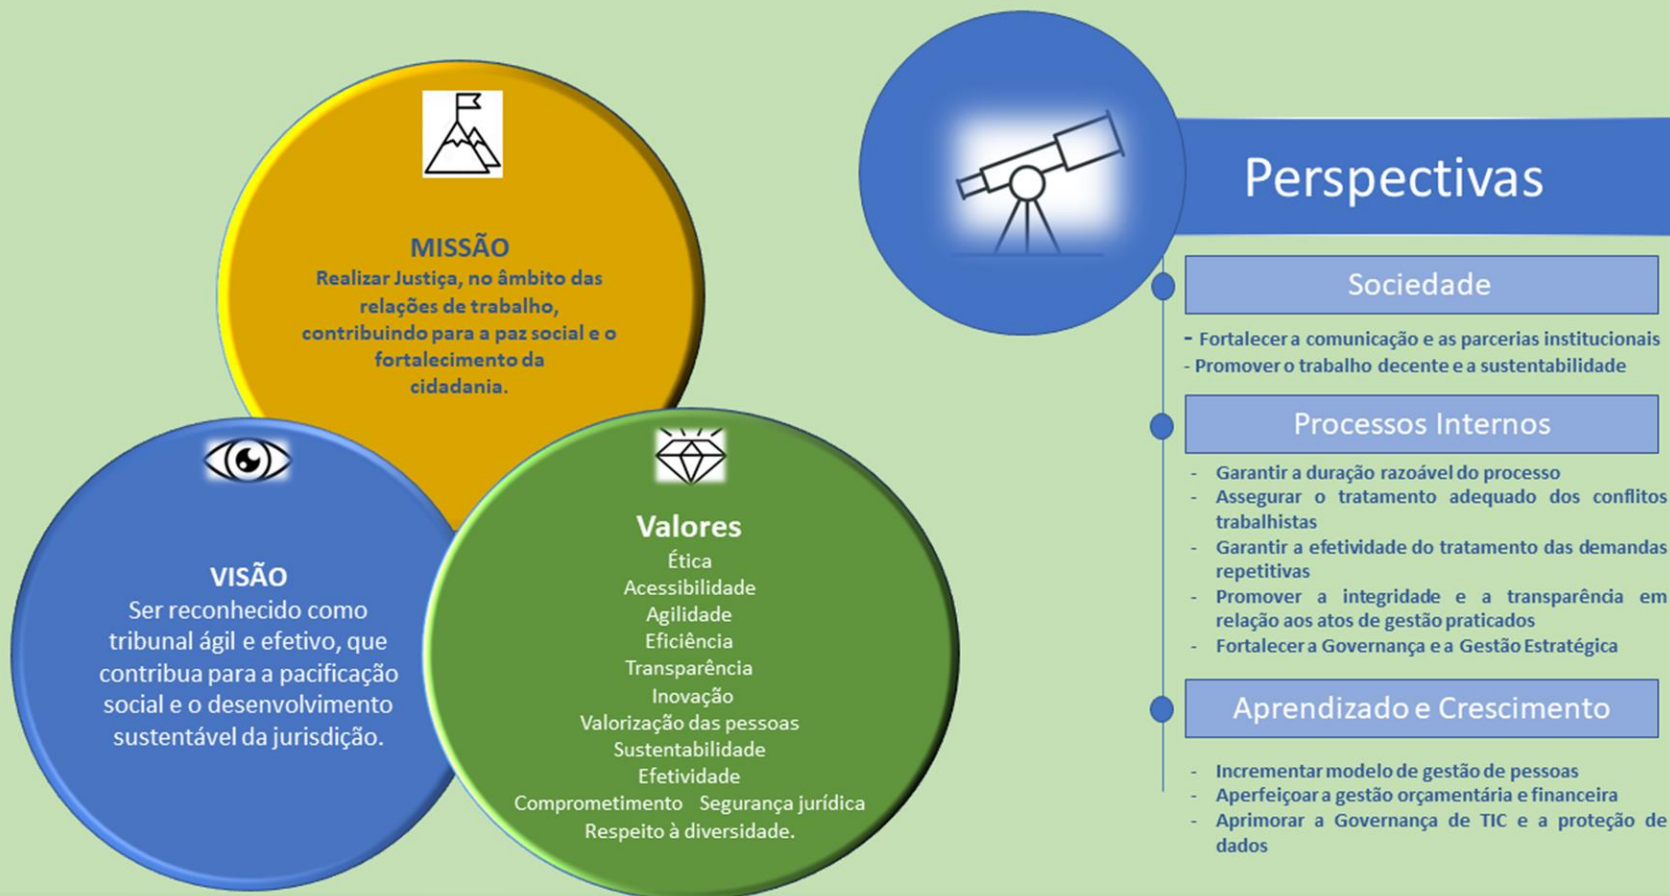 MISSÃO
Realizar Justiça, no âmbito das
relações de trabalho,
contribuindo para a paz social e o
fortalecimento da
cidadania.
VISÃO
Ser reconhecido como
tribunal ágil e efetivo, que
contribua para a pacificação
social e o desenvolvimento
sustentável da jurisdição.
Valores
Ética
Acessibilidade
Agilidade
Eficiência
Transparência
Inovação
Valorização das pessoas
Sustentabilidade
Efetividade
Comprometimento Segurança jurídica
Respeito à diversidade.
Perspectivas
Sociedade
- Fortalecer a comunicação e as parcerias institucionais
- Promover o trabalho decente e a sustentabilidade
Processos Internos
- Garantir a duração razoável do processo
- Assegurar o tratamento adequado dos conflitos
trabalhistas
- Garantir a efetividade do tratamento das demandas
repetitivas
- Promover a integridade e a transparência em
relação aos atos de gestão praticados
- Fortalecer a Governança e a Gestão Estratégica
Aprendizado e Crescimento
- Incrementar modelo de gestão de pessoas
- Aperfeiçoar a gestão orçamentária e financeira
- Aprimorar a Governança de TIC e a proteção de
dados